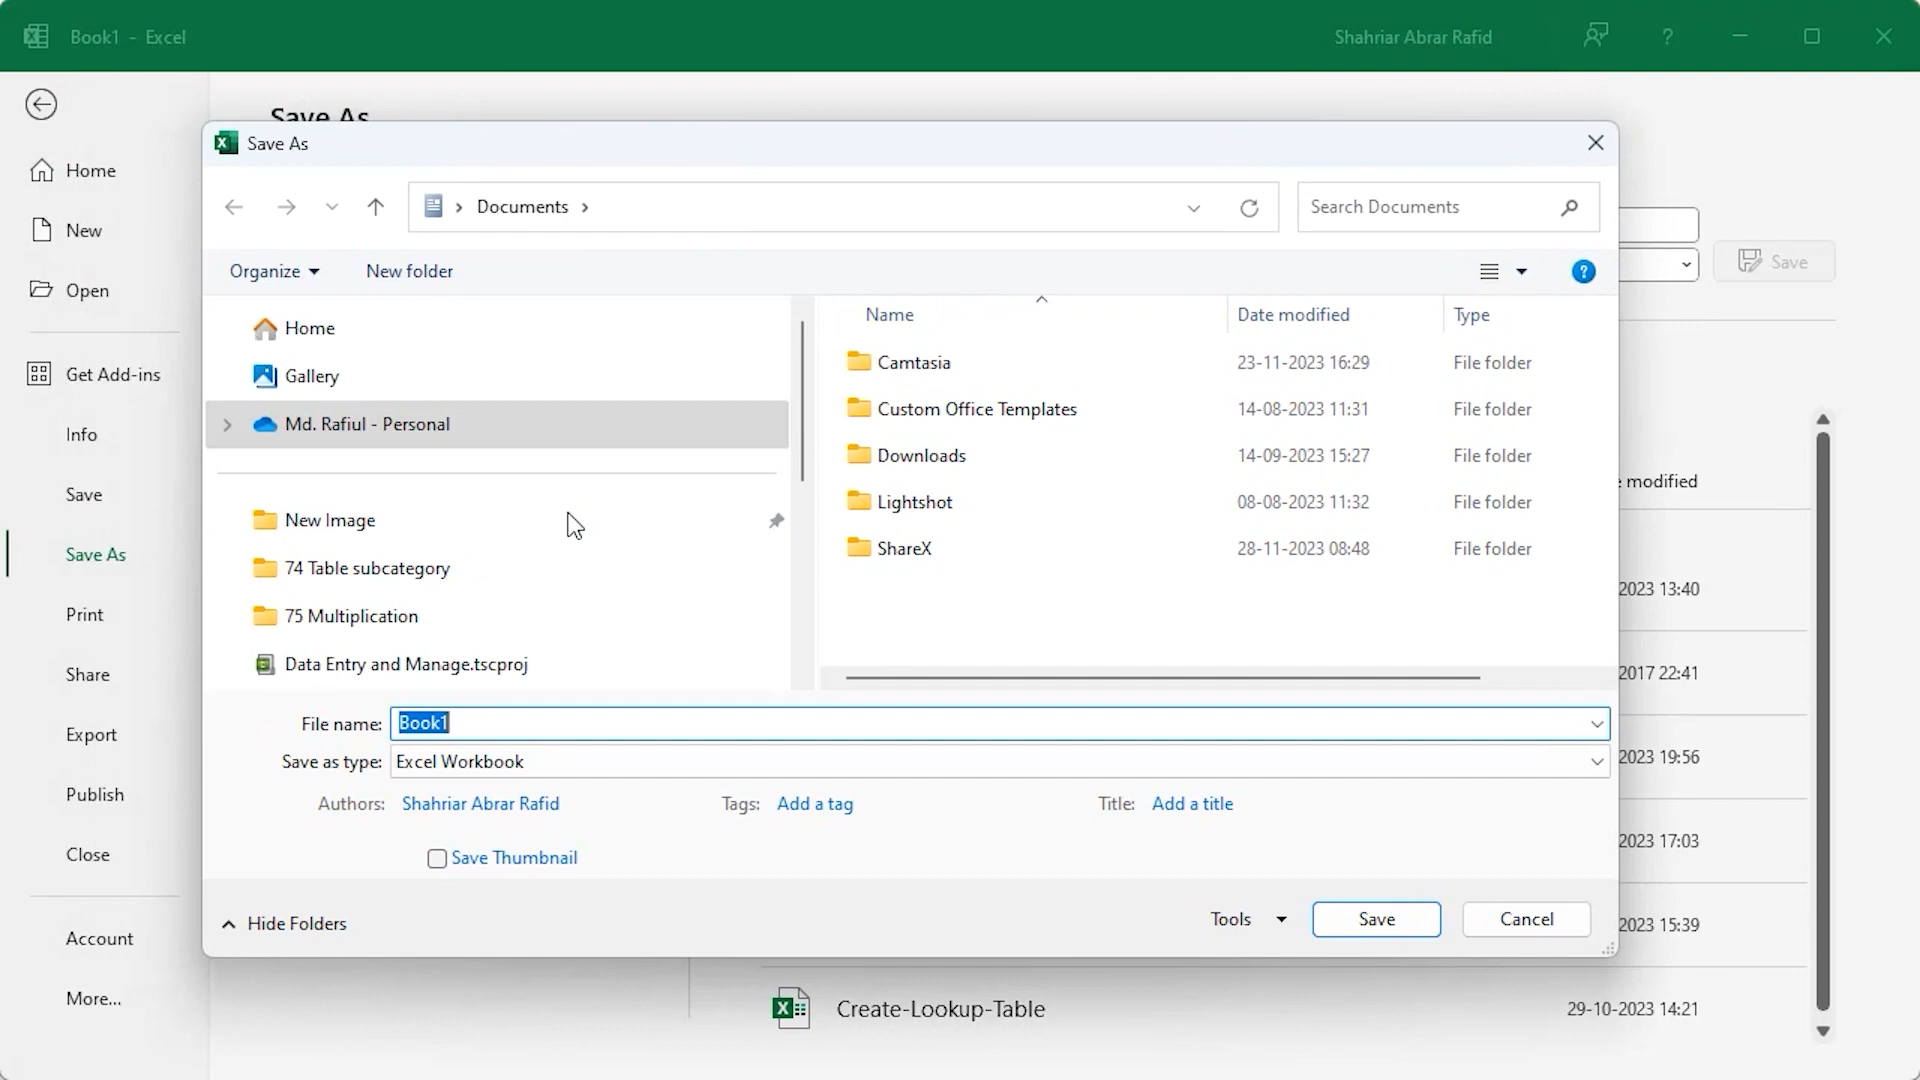 Book1 - Excel
Shahriar Abrar Rafid
?
Save As
Home
New
Open
Get Add-ins
Info
Save
Save As
Print
Share
Export
Publish
Close
Account
More...
Save As
Documents
Search Documents
Organize
New folder
?
Home
Gallery
Md. Rafiul - Personal
New Image
74 Table subcategory
75 Multiplication
Data Entry and Manage.tscproj
Name Date modified Type
Camtasia 23-11-2023 16:29 File folder
Custom Office Templates 14-08-2023 11:31 File folder
Downloads 14-09-2023 15:27 File folder
Lightshot 08-08-2023 11:32 File folder
ShareX 28-11-2023 08:48 File folder
File name: Book1
Save as type: Excel Workbook
Authors: Shahriar Abrar Rafid Tags: Add a tag Title: Add a title
Save Thumbnail
Hide Folders
Tools
Save
Cancel
Save
modified
2023 13:40
2017 22:41
2023 19:56
2023 17:03
2023 15:39
Create-Lookup-Table 29-10-2023 14:21